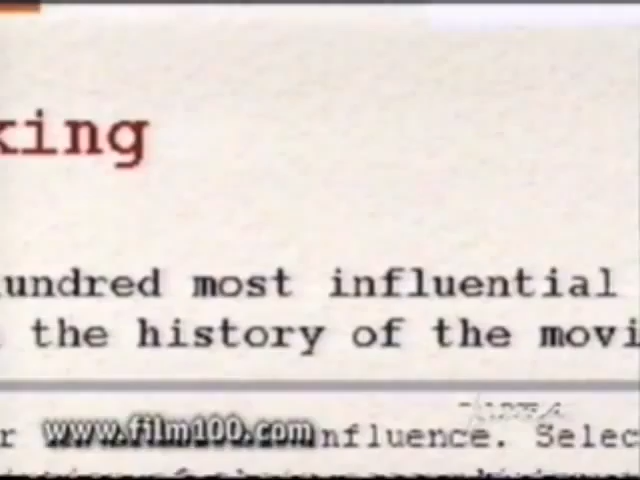 king
undred most influential
the history of the movi
r www.film100.com nfluence. Selec